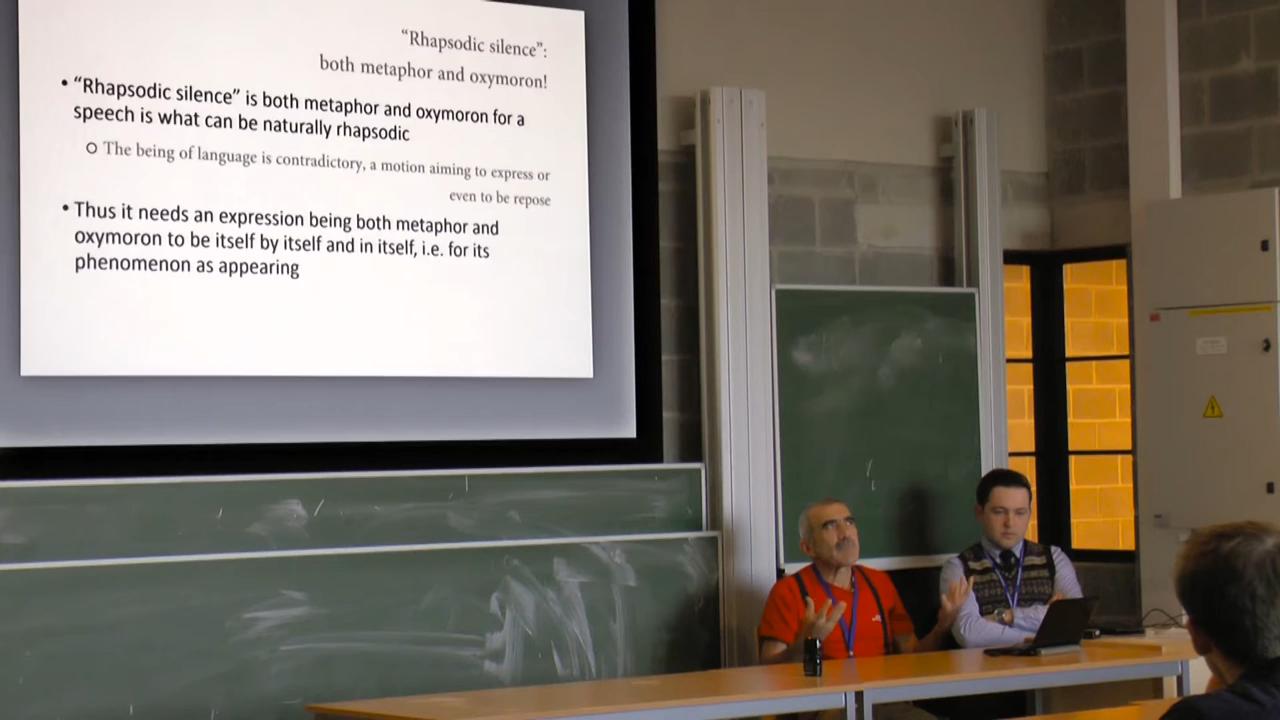 “Rhapsodic silence”:
both metaphor and oxymoron!
• “Rhapsodic silence” is both metaphor and oxymoron for a
speech is what can be naturally rhapsodic
○ The being of language is contradictory, a motion aiming to express or
even to be repose
• Thus it needs an expression being both metaphor and
oxymoron to be itself by itself and in itself, i.e. for its
phenomenon as appearing